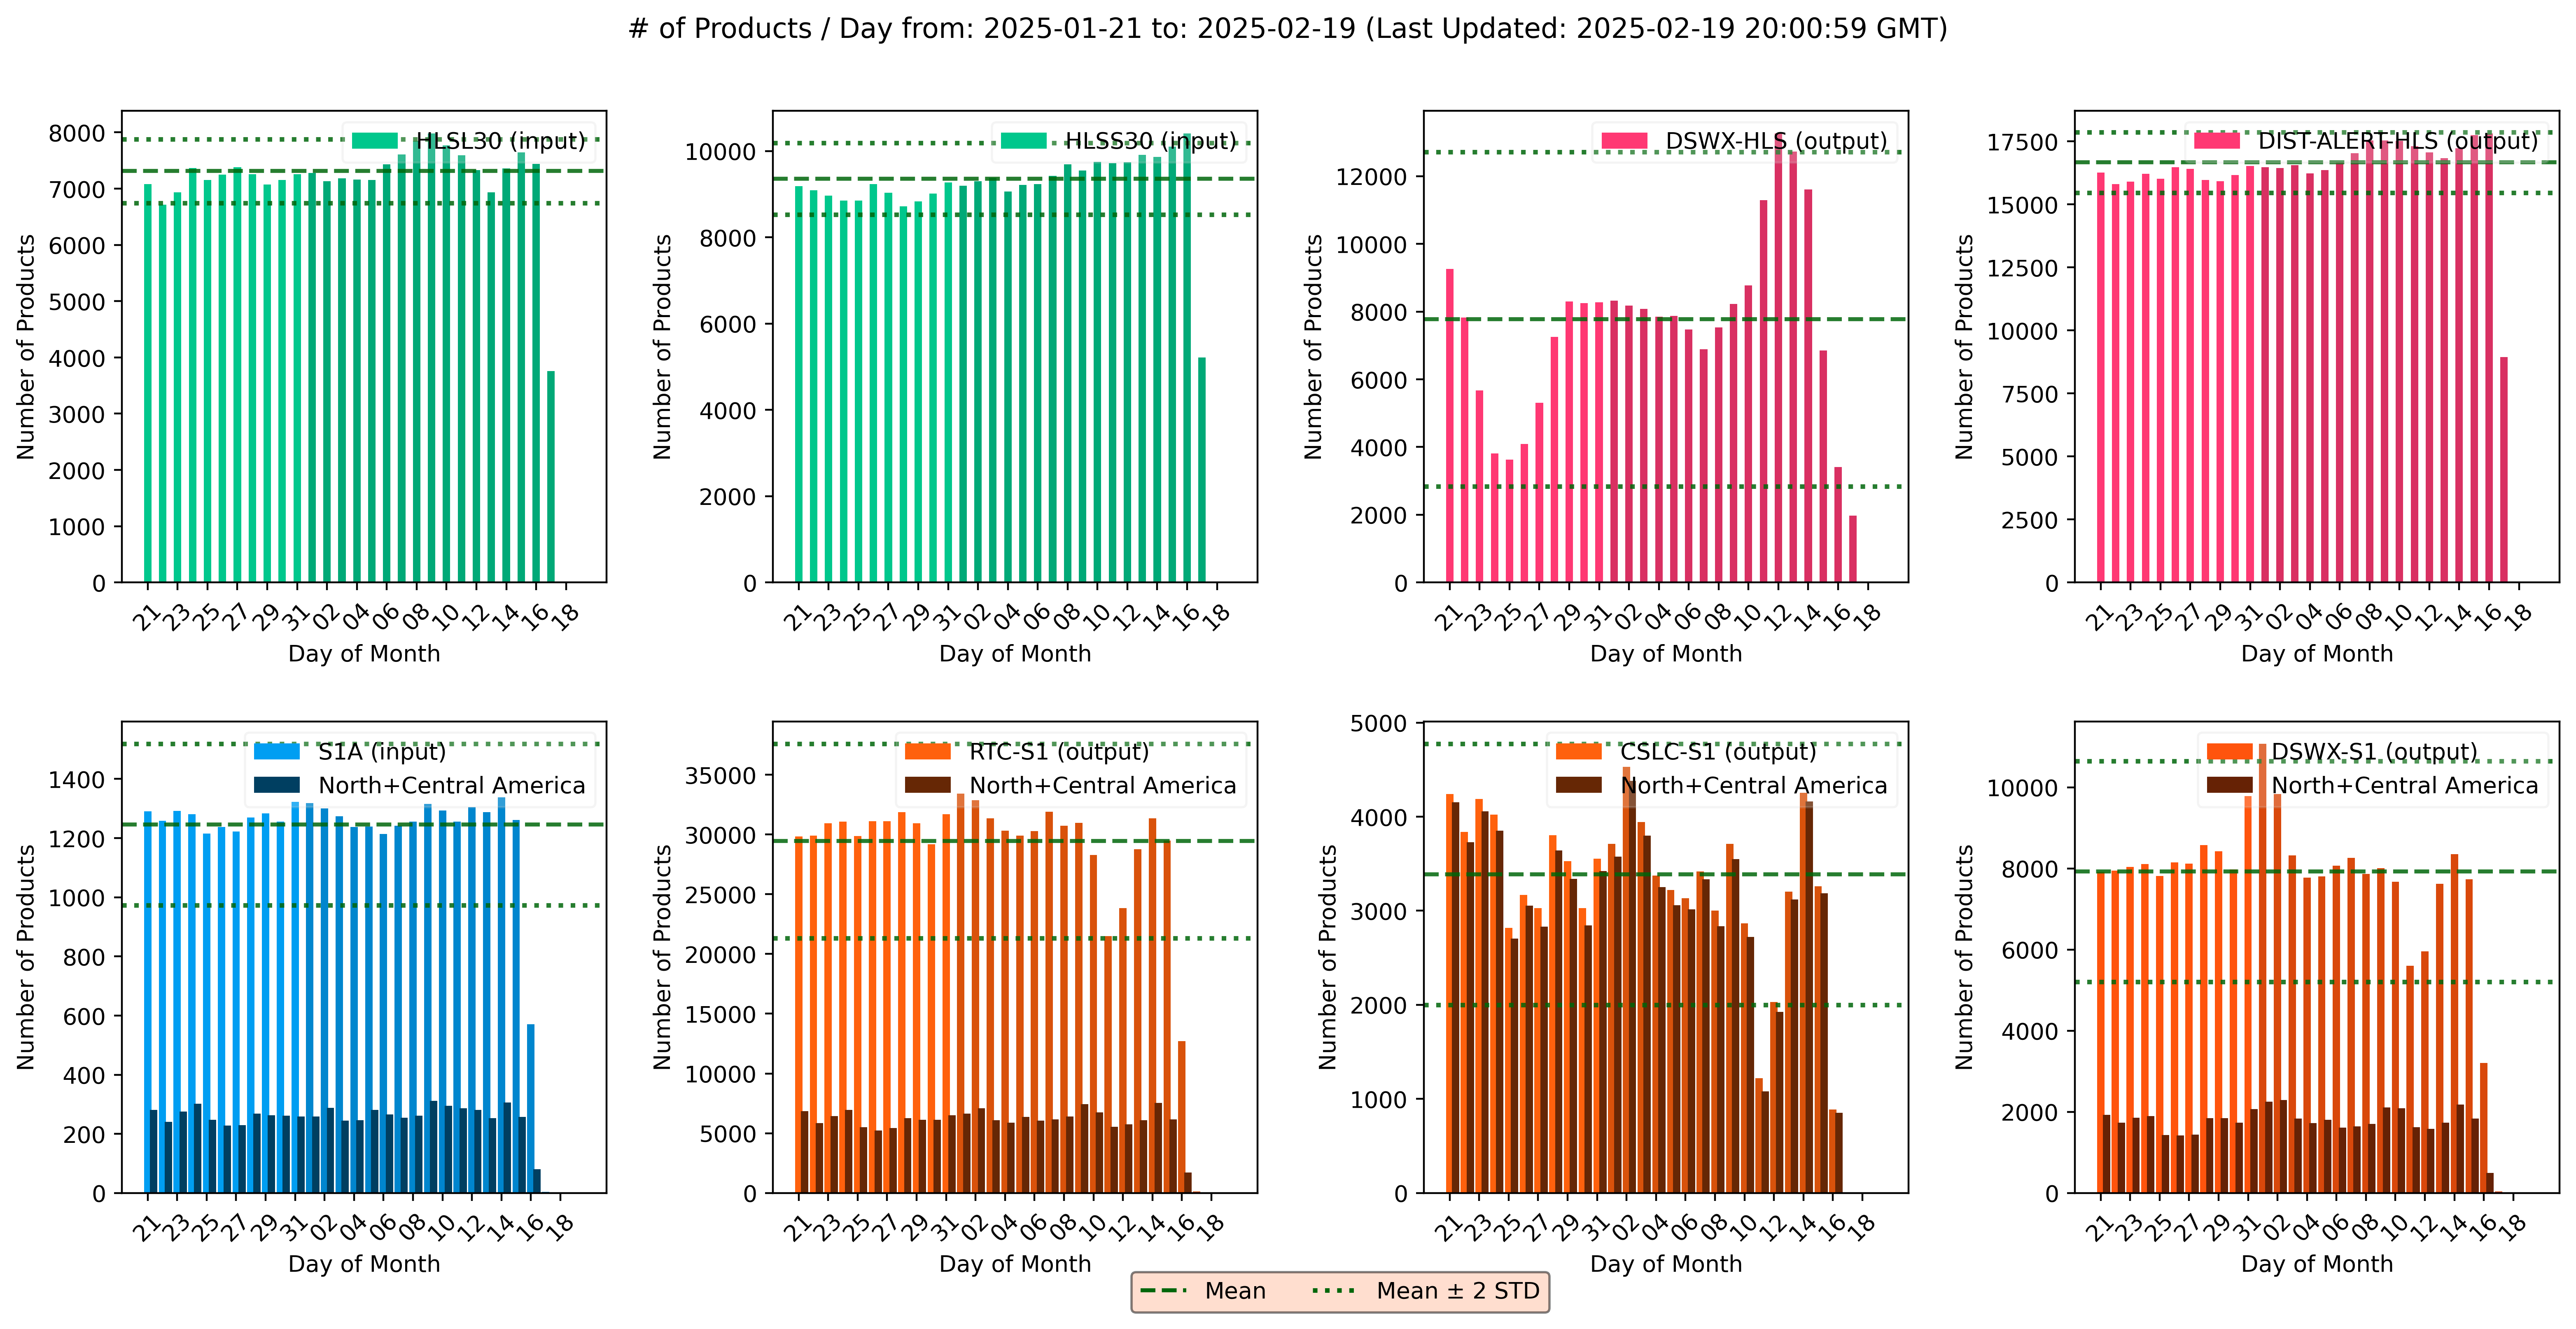 # of Products / Day from: 2025-01-21 to: 2025-02-19 (Last Updated: 2025-02-19 20:00:59 GMT)
HLSL30 (input)
Number of Products
8000
7000
6000
5000
4000
3000
2000
1000
0
21 23 25 27 29 31 02 04 06 08 10 12 14 16 18
Day of Month
HLSS30 (input)
Number of Products
10000
8000
6000
4000
2000
0
21 23 25 27 29 31 02 04 06 08 10 12 14 16 18
Day of Month
DSWX-HLS (output)
Number of Products
12000
10000
8000
6000
4000
2000
0
21 23 25 27 29 31 02 04 06 08 10 12 14 16 18
Day of Month
DIST-ALERT-HLS (output)
Number of Products
17500
15000
12500
10000
7500
5000
2500
0
21 23 25 27 29 31 02 04 06 08 10 12 14 16 18
Day of Month
S1A (input)
North+Central America
Number of Products
1400
1200
1000
800
600
400
200
0
21 23 25 27 29 31 02 04 06 08 10 12 14 16 18
Day of Month
RTC-S1 (output)
North+Central America
Number of Products
35000
30000
25000
20000
15000
10000
5000
0
21 23 25 27 29 31 02 04 06 08 10 12 14 16 18
Day of Month
CSLC-S1 (output)
North+Central America
Number of Products
5000
4000
3000
2000
1000
0
21 23 25 27 29 31 02 04 06 08 10 12 14 16 18
Day of Month
DSWX-S1 (output)
North+Central America
Number of Products
10000
8000
6000
4000
2000
0
21 23 25 27 29 31 02 04 06 08 10 12 14 16 18
Day of Month
Mean
Mean ± 2 STD